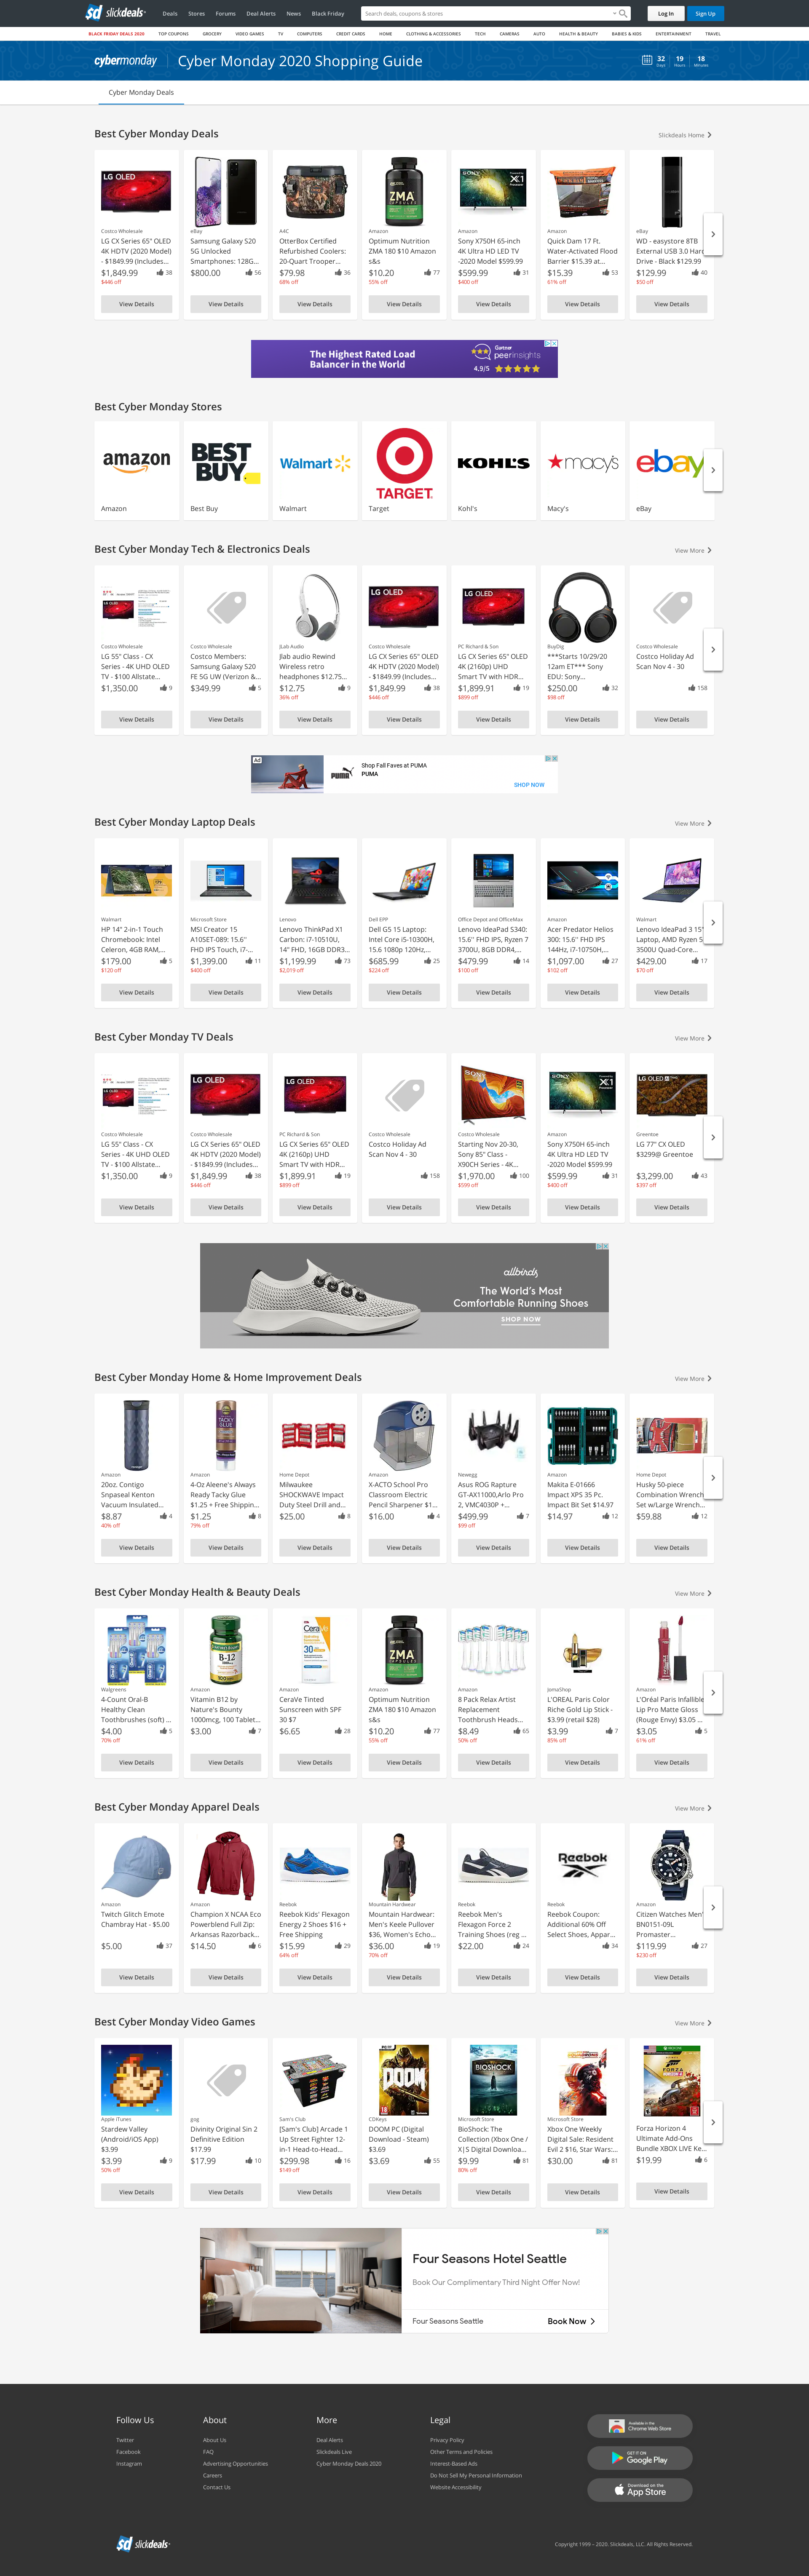 slickdeals
Deals Stores Forums Deal Alerts News Black Friday
Search deals, coupons & stores
Log In Sign Up
BLACK FRIDAY DEALS 2020 TOP COUPONS GROCERY VIDEO GAMES TV COMPUTERS CREDIT CARDS HOME CLOTHING & ACCESSORIES TECH CAMERAS AUTO HEALTH & BEAUTY BABIES & KIDS ENTERTAINMENT TRAVEL
cybermonday Cyber Monday 2020 Shopping Guide
32 Days 19 Hours 18 Minutes
Cyber Monday Deals
Best Cyber Monday Deals
Slickdeals Home
Costco Wholesale
LG CX Series 65" OLED
4K HDTV (2020 Model)
- $1849.99 (Includes...
$1,849.99 38
$446 off
View Details
eBay
Samsung Galaxy S20
5G Unlocked
Smartphones: 128G...
$800.00 56
View Details
A4C
OtterBox Certified
Refurbished Coolers:
20-Quart Trooper...
$79.98 36
68% off
View Details
Amazon
Optimum Nutrition
ZMA 180 $10 Amazon
s&s
$10.20 77
55% off
View Details
Amazon
Sony X750H 65-inch
4K Ultra HD LED TV
-2020 Model $599.99
$599.99 31
$400 off
View Details
Amazon
Quick Dam 17 Ft.
Water-Activated Flood
Barrier $15.39 at...
$15.39 53
61% off
View Details
eBay
WD - easystore 8TB
External USB 3.0 Hard
Drive - Black $129.99
$129.99 40
$50 off
View Details
The Highest Rated Load
Balancer in the World
Gartner
peerinsights
4,9/5
Best Cyber Monday Stores
amazon
Amazon
BEST
BUY
Best Buy
Walmart
Walmart
TARGET
Target
KOHL'S
Kohl's
macy's
Macy's
ebay
eBay
Best Cyber Monday Tech & Electronics Deals
View More
Costco Wholesale
LG 55" Class - CX
Series - 4K UHD OLED
TV - $100 Allstate...
$1,350.00 9
View Details
Costco Wholesale
Costco Members:
Samsung Galaxy S20
FE 5G UW (Verizon &...
$349.99 5
View Details
JLab Audio
Jlab audio Rewind
Wireless retro
headphones $12.75...
$12.75 9
36% off
View Details
Costco Wholesale
LG CX Series 65" OLED
4K HDTV (2020 Model)
- $1849.99 (Includes...
$1,849.99 38
$446 off
View Details
PC Richard & Son
LG CX Series 65" OLED
4K (2160p) UHD
Smart TV with HDR...
$1,899.91 19
$899 off
View Details
BuyDig
***Starts 10/29/20
12am ET*** Sony
EDU: Sony...
$250.00 32
$98 off
View Details
Costco Wholesale
Costco Holiday Ad
Scan Nov 4 - 30
158
View Details
Ad
PUMA
Shop Fall Faves at PUMA
PUMA
SHOP NOW
Best Cyber Monday Laptop Deals
View More
Walmart
HP 14" 2-in-1 Touch
Chromebook: Intel
Celeron, 4GB RAM,...
$179.00 5
$120 off
View Details
Microsoft Store
MSI Creator 15
A10SET-089: 15.6''
FHD IPS Touch, i7-...
$1,399.00 11
$400 off
View Details
Lenovo
Lenovo ThinkPad X1
Carbon: i7-10510U,
14" FHD, 16GB DDR3...
$1,199.99 73
$2,019 off
View Details
Dell EPP
Dell G5 15 Laptop:
Intel Core i5-10300H,
15.6 1080p 120Hz,...
$685.99 25
$224 off
View Details
Office Depot and OfficeMax
Lenovo IdeaPad S340:
15.6'' FHD IPS, Ryzen 7
3700U, 8GB DDR4,...
$479.99 14
$100 off
View Details
Amazon
Acer Predator Helios
300: 15.6'' FHD IPS
144Hz, i7-10750H,...
$1,097.00 27
$102 off
View Details
Walmart
Lenovo IdeaPad 3 15"
Laptop, AMD Ryzen 5
3500U Quad-Core...
$429.00 17
$70 off
View Details
Best Cyber Monday TV Deals
View More
Costco Wholesale
LG 55" Class - CX
Series - 4K UHD OLED
TV - $100 Allstate...
$1,350.00 9
View Details
Costco Wholesale
LG CX Series 65" OLED
4K HDTV (2020 Model)
- $1849.99 (Includes...
$1,849.99 38
$446 off
View Details
PC Richard & Son
LG CX Series 65" OLED
4K (2160p) UHD
Smart TV with HDR...
$1,899.91 19
$899 off
View Details
Costco Wholesale
Costco Holiday Ad
Scan Nov 4 - 30
158
View Details
Costco Wholesale
Starting Nov 20-30,
Sony 85" Class -
X90CH Series - 4K...
$1,970.00 100
$599 off
View Details
Amazon
Sony X750H 65-inch
4K Ultra HD LED TV
-2020 Model $599.99
$599.99 31
$400 off
View Details
Greentoe
LG 77" CX OLED
$3299@ Greentoe
$3,299.00 43
$397 off
View Details
allbirds
The World's Most
Comfortable Running Shoes
SHOP NOW
Best Cyber Monday Home & Home Improvement Deals
View More
Amazon
20oz. Contigo
Snpaseal Kenton
Vacuum Insulated...
$8.87 4
40% off
View Details
Amazon
4-Oz Aleene's Always
Ready Tacky Glue
$1.25 + Free Shippin...
$1.25 8
79% off
View Details
Home Depot
Milwaukee
SHOCKWAVE Impact
Duty Steel Drill and...
$25.00 8
View Details
Amazon
X-ACTO School Pro
Classroom Electric
Pencil Sharpener $1...
$16.00 4
View Details
Newegg
Asus ROG Rapture
GT-AX11000,Arlo Pro
2, VMC4030P +...
$499.99 7
$99 off
View Details
Amazon
Makita E-01666
Impact XPS 35 Pc.
Impact Bit Set $14.97
$14.97 12
View Details
Home Depot
Husky 50-piece
Combination Wrench
Set w/Large Wrench...
$59.88 12
View Details
Best Cyber Monday Health & Beauty Deals
View More
Walgreens
4-Count Oral-B
Healthy Clean
Toothbrushes (soft) ...
$4.00 5
70% off
View Details
Amazon
Vitamin B12 by
Nature's Bounty
1000mcg, 100 Tablet...
$3.00 7
View Details
Amazon
CeraVe Tinted
Sunscreen with SPF
30 $7
$6.65 28
View Details
Amazon
Optimum Nutrition
ZMA 180 $10 Amazon
s&s
$10.20 77
55% off
View Details
Amazon
8 Pack Relax Artist
Replacement
Toothbrush Heads...
$8.49 65
50% off
View Details
JomaShop
L'OREAL Paris Color
Riche Gold Lip Stick -
$3.99 (retail $28)
$3.99 7
85% off
View Details
Amazon
L'Oréal Paris Infallible
Lip Pro Matte Gloss
(Rouge Envy) $3.05 ...
$3.05 5
61% off
View Details
Best Cyber Monday Apparel Deals
View More
Amazon
Twitch Glitch Emote
Chambray Hat - $5.00
$5.00 37
View Details
Amazon
Champion X NCAA Eco
Powerblend Full Zip:
Arkansas Razorback...
$14.50 6
View Details
Reebok
Reebok Kids' Flexagon
Energy 2 Shoes $16 +
Free Shipping
$15.99 29
64% off
View Details
Mountain Hardwear
Mountain Hardwear:
Men's Keele Pullover
$36, Women's Echo...
$36.00 19
70% off
View Details
Reebok
Reebok Men's
Flexagon Force 2
Training Shoes (reg ...
$22.00 24
View Details
Reebok
Reebok
Reebok Coupon:
Additional 60% Off
Select Shoes, Appar...
34
View Details
Amazon
Citizen Watches Men's
BN0151-09L
Promaster...
$119.99 27
$230 off
View Details
Best Cyber Monday Video Games
View More
Apple iTunes
Stardew Valley
(Android/iOS App)
$3.99
$3.99 9
50% off
View Details
gog
Divinity Original Sin 2
Definitive Edition
$17.99
$17.99 10
View Details
Sam's Club
[Sam's Club] Arcade 1
Up Street Fighter 12-
in-1 Head-to-Head...
$299.98 16
$149 off
View Details
DOOM
CDKeys
DOOM PC (Digital
Download - Steam)
$3.69
$3.69 55
View Details
BIOSHOCK
Microsoft Store
BioShock: The
Collection (Xbox One /
X|S Digital Downloa...
$9.99 81
80% off
View Details
Microsoft Store
Xbox One Weekly
Digital Sale: Resident
Evil 2 $16, Star Wars:...
$30.00 81
View Details
Forza Horizon 4
Ultimate Add-Ons
Bundle XBOX LIVE Ke...
$19.99 6
View Details
Four Seasons Hotel Seattle
Book Our Complimentary Third Night Offer Now!
Four Seasons Seattle Book Now
Follow Us
Twitter
Facebook
Instagram
About
About Us
FAQ
Advertising Opportunities
Careers
Contact Us
More
Deal Alerts
Slickdeals Live
Cyber Monday Deals 2020
Legal
Privacy Policy
Other Terms and Policies
Interest-Based Ads
Do Not Sell My Personal Information
Website Accessibility
Available in the
Chrome Web Store
GET IT ON
Google Play
Download on the
App Store
slickdeals
Copyright 1999 - 2020. Slickdeals, LLC. All Rights Reserved.